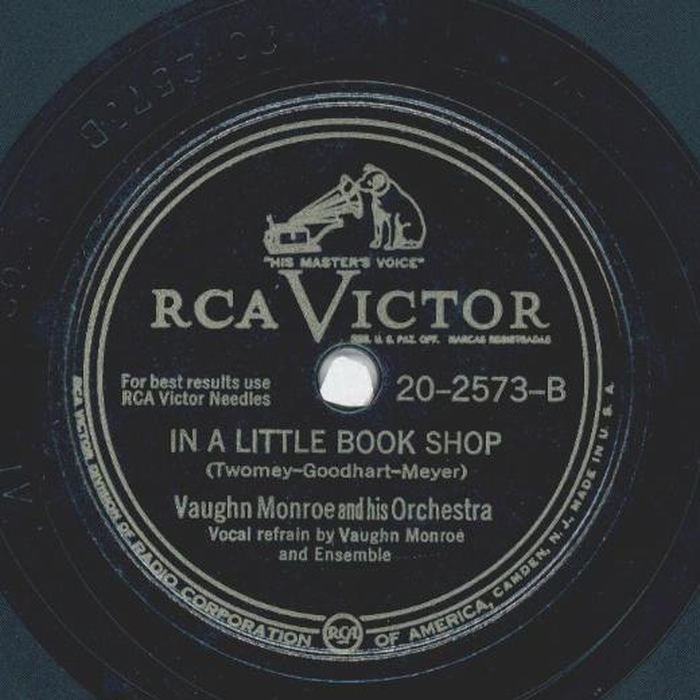 "HIS MASTER'S VOICE"
RCA VICTOR
REG. U. S. PAT. OFF. MARCAS REGISTRADAS
For best results use
RCA Victor Needles
20-2573-B
IN A LITTLE BOOK SHOP
(Twomey-Goodhart-Meyer)
Vaughn Monroe and his Orchestra
Vocal refrain by Vaughn Monroe
and Ensemble
RCA VICTOR DIVISION OF RADIO CORPORATION RCA OF AMERICA, CAMDEN, N. J., MADE IN U. S. A.